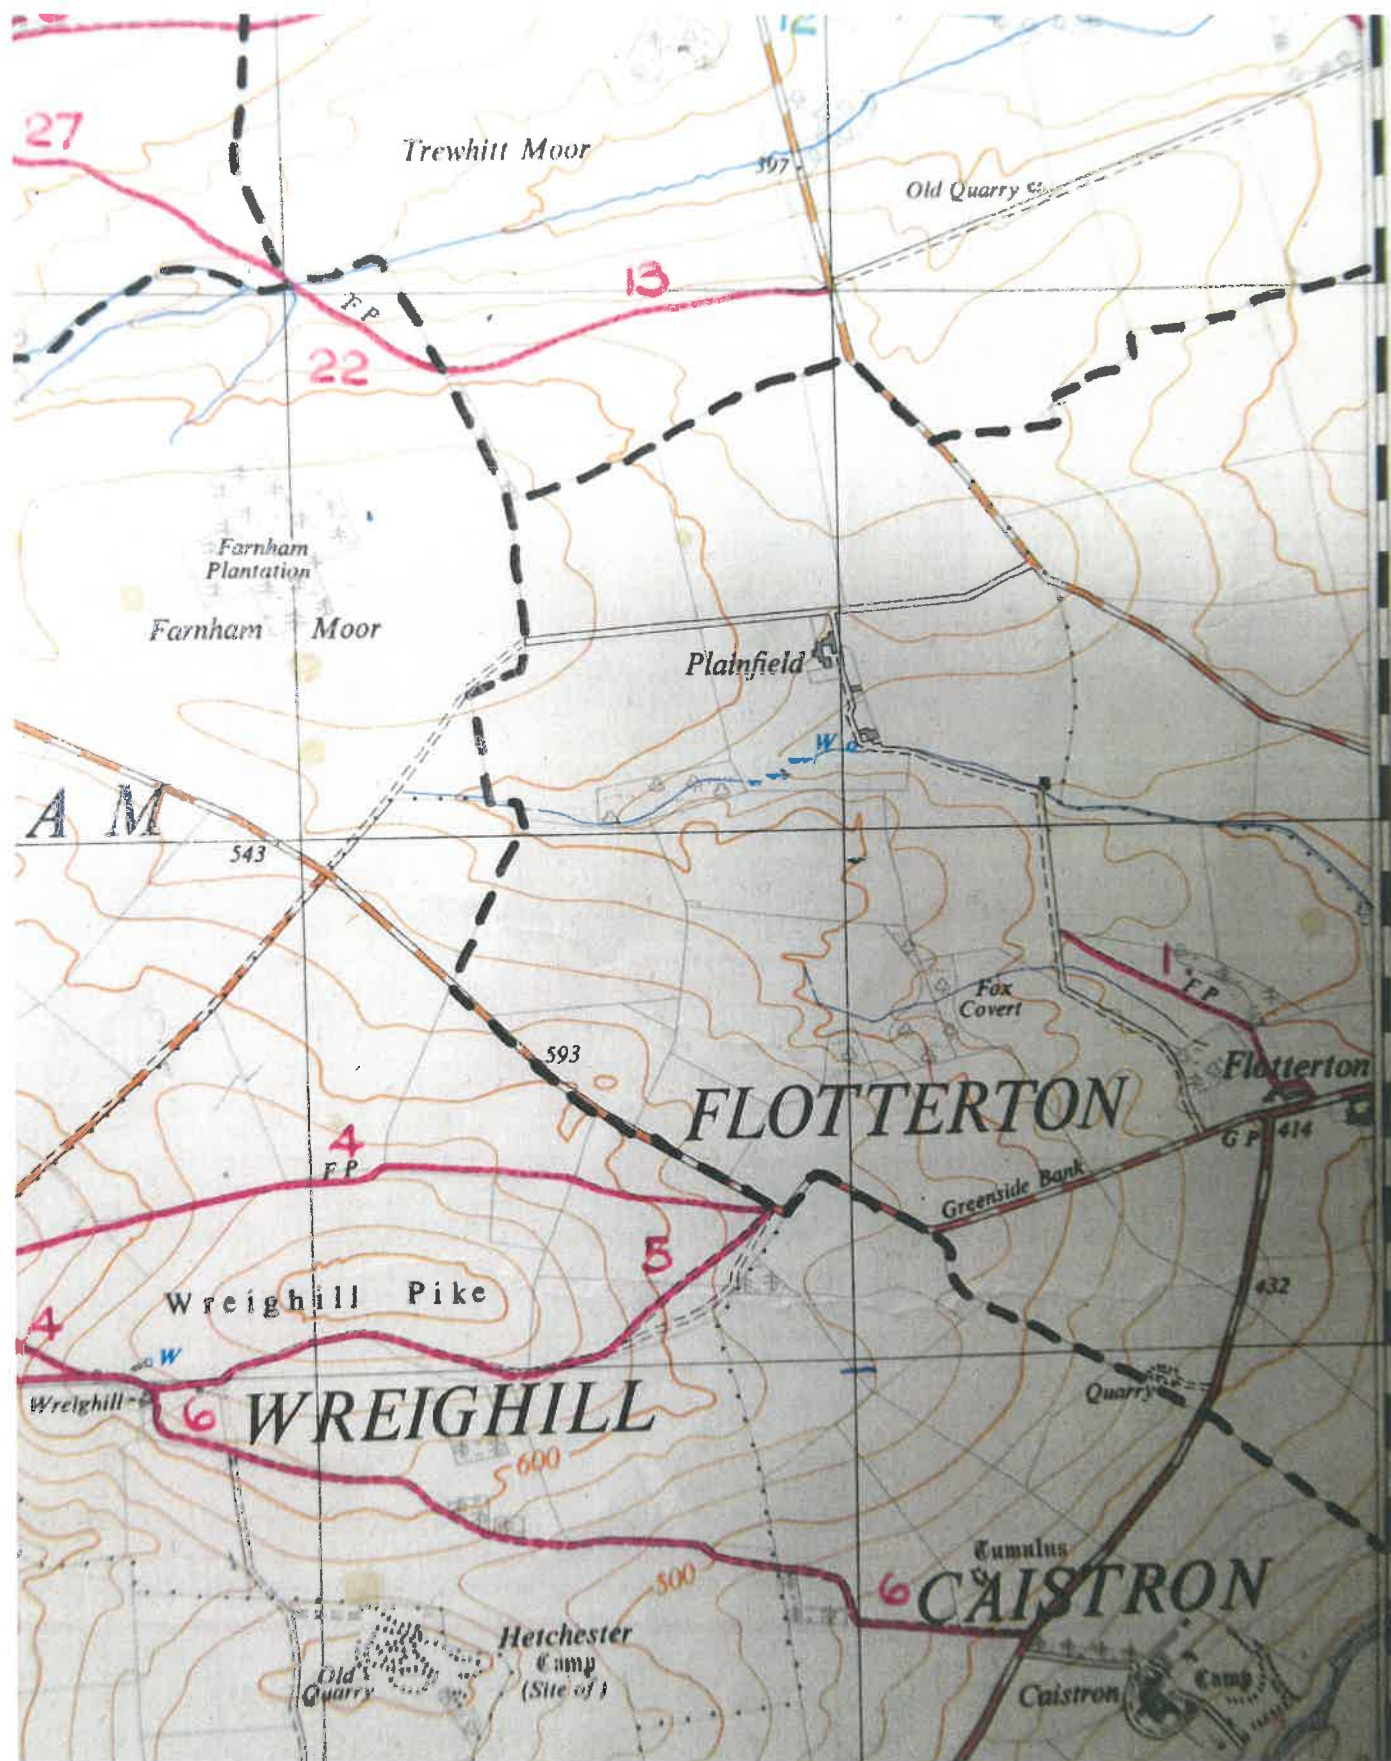 12
27
Trewhitt Moor
397
Old Quarry
13
F P
22
Farnham
Plantation
Farnham Moor
Plainfield
W
A M
543
1
F P
Fox
Covert
593
Flotterton
FLOTTERTON
4
F P
G P
414
Greenside Bank
5
432
Wreighill Pike
4
W
Quarry
Wreighill
6
WREIGHILL
600
Tumulus
500
6
CAISTRON
Hetchester
Camp
(Site of)
Old
Quarry
Camp
Caistron